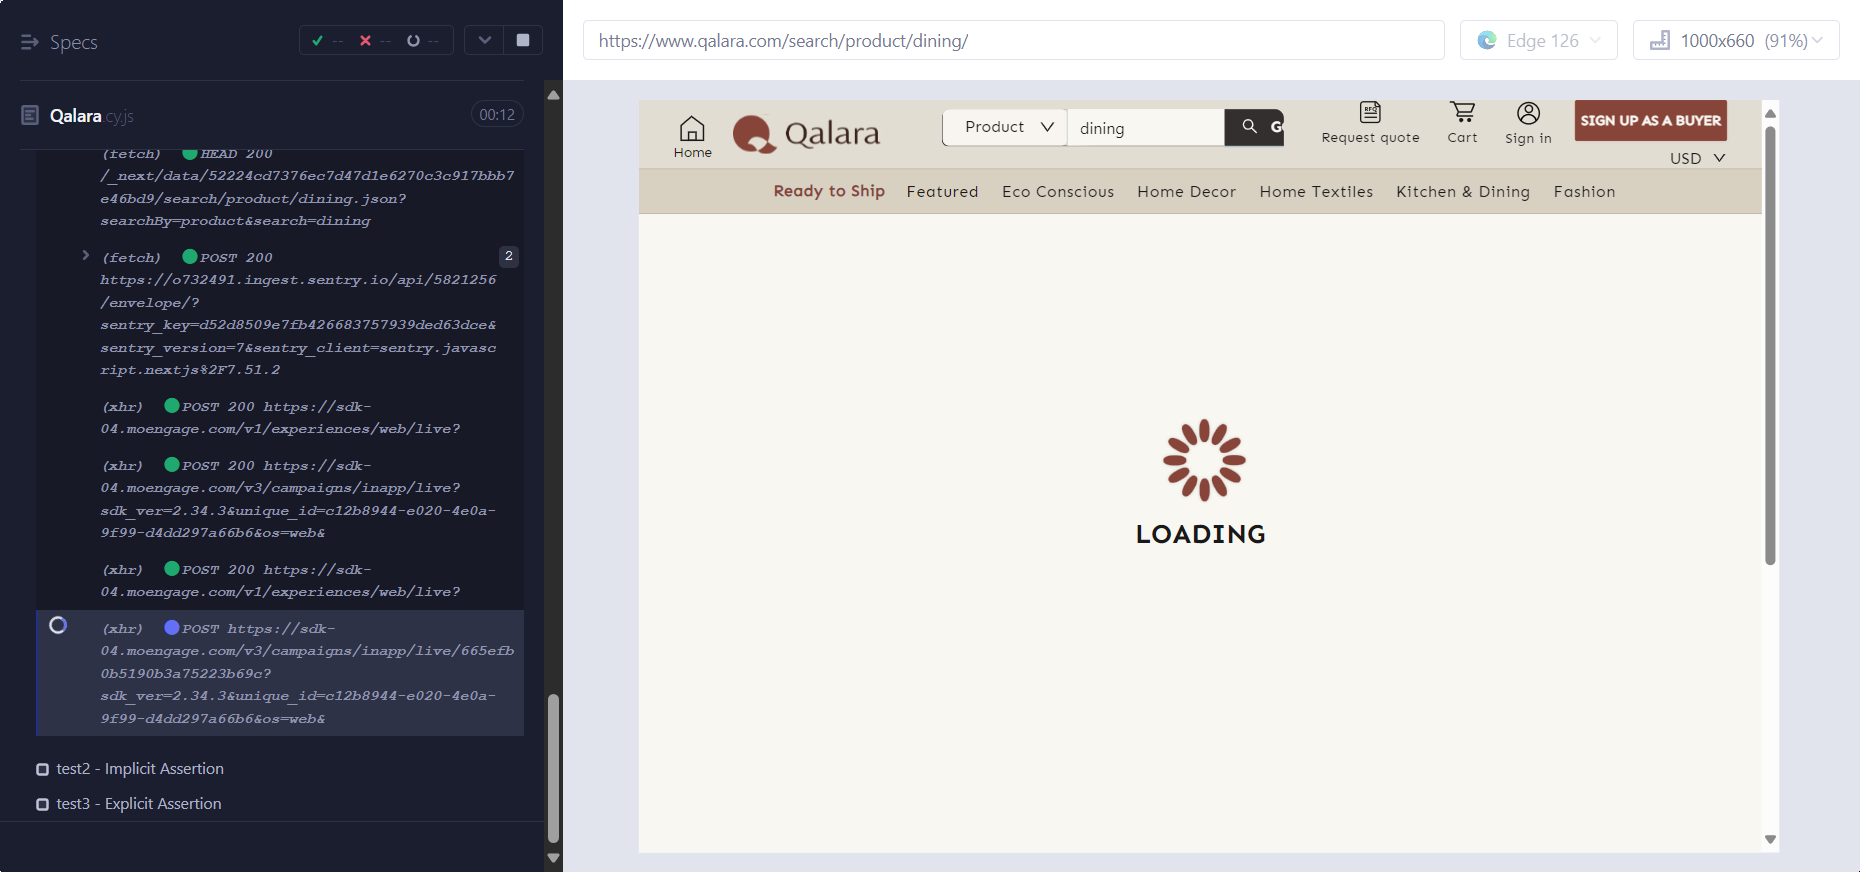 Specs
-- -- --
Qalara.cy.js
00:12
(fetch) HEAD 200
/_next/data/52224cd7376ec7d47d1e6270c3c917bbb7
e46bd9/search/product/dining.json?
searchBy=product&search=dining
(fetch) POST 200
2
https://o732491.ingest.sentry.io/api/5821256
/envelope/?
sentry_key=d52d8509e7fb426683757939ded63dce&
sentry_version=7&sentry_client=sentry.javasc
ript.nextjs%2F7.51.2
(xhr) POST 200 https://sdk-
04.moengage.com/v1/experiences/web/live?
(xhr) POST 200 https://sdk-
04.moengage.com/v3/campaigns/inapp/live?
sdk_ver=2.34.3&unique_id=c12b8944-e020-4e0a-
9f99-d4dd297a66b6&os=web&
(xhr) POST 200 https://sdk-
04.moengage.com/v1/experiences/web/live?
(xhr) POST https://sdk-
04.moengage.com/v3/campaigns/inapp/live/665efb
0b5190b3a75223b69c?
sdk_ver=2.34.3&unique_id=c12b8944-e020-4e0a-
9f99-d4dd297a66b6&os=web&
test2 - Implicit Assertion
test3 - Explicit Assertion
https://www.qalara.com/search/product/dining/
Edge 126
1000x660 (91%)
Home
Qalara
Product
dining
G
RFQ
Request quote
Cart
Sign in
SIGN UP AS A BUYER
USD
Ready to Ship Featured Eco Conscious Home Decor Home Textiles Kitchen & Dining Fashion
LOADING